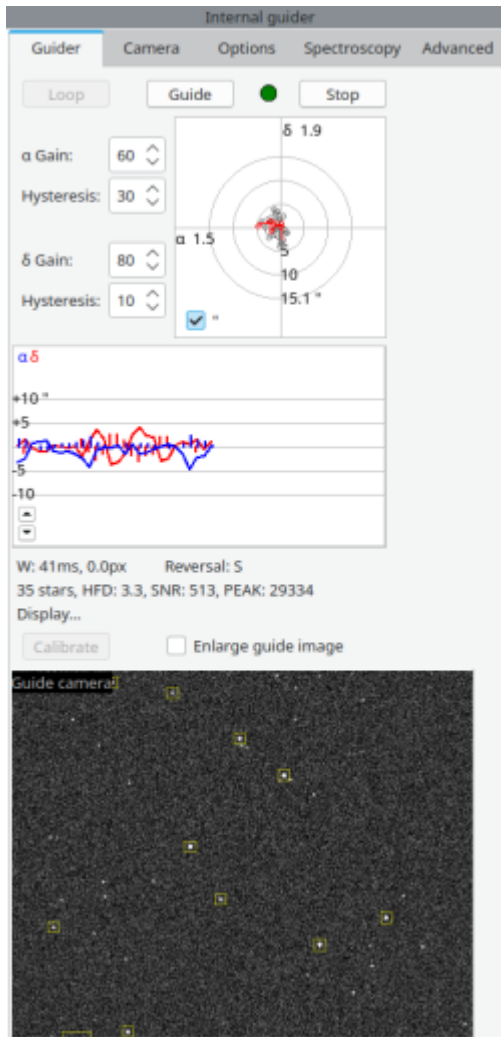 Internal guider
Guider Camera Options Spectroscopy Advanced
Loop Guide Stop
δ 1.9
α Gain: 60
Hysteresis: 30
α 1.5
5
δ Gain: 80
10
Hysteresis: 10
15.1 "
"
αδ
+10 "
+5
-5
-10
W: 41ms, 0.0px Reversal: S
35 stars, HFD: 3.3, SNR: 513, PEAK: 29334
Display...
Calibrate Enlarge guide image
Guide camera